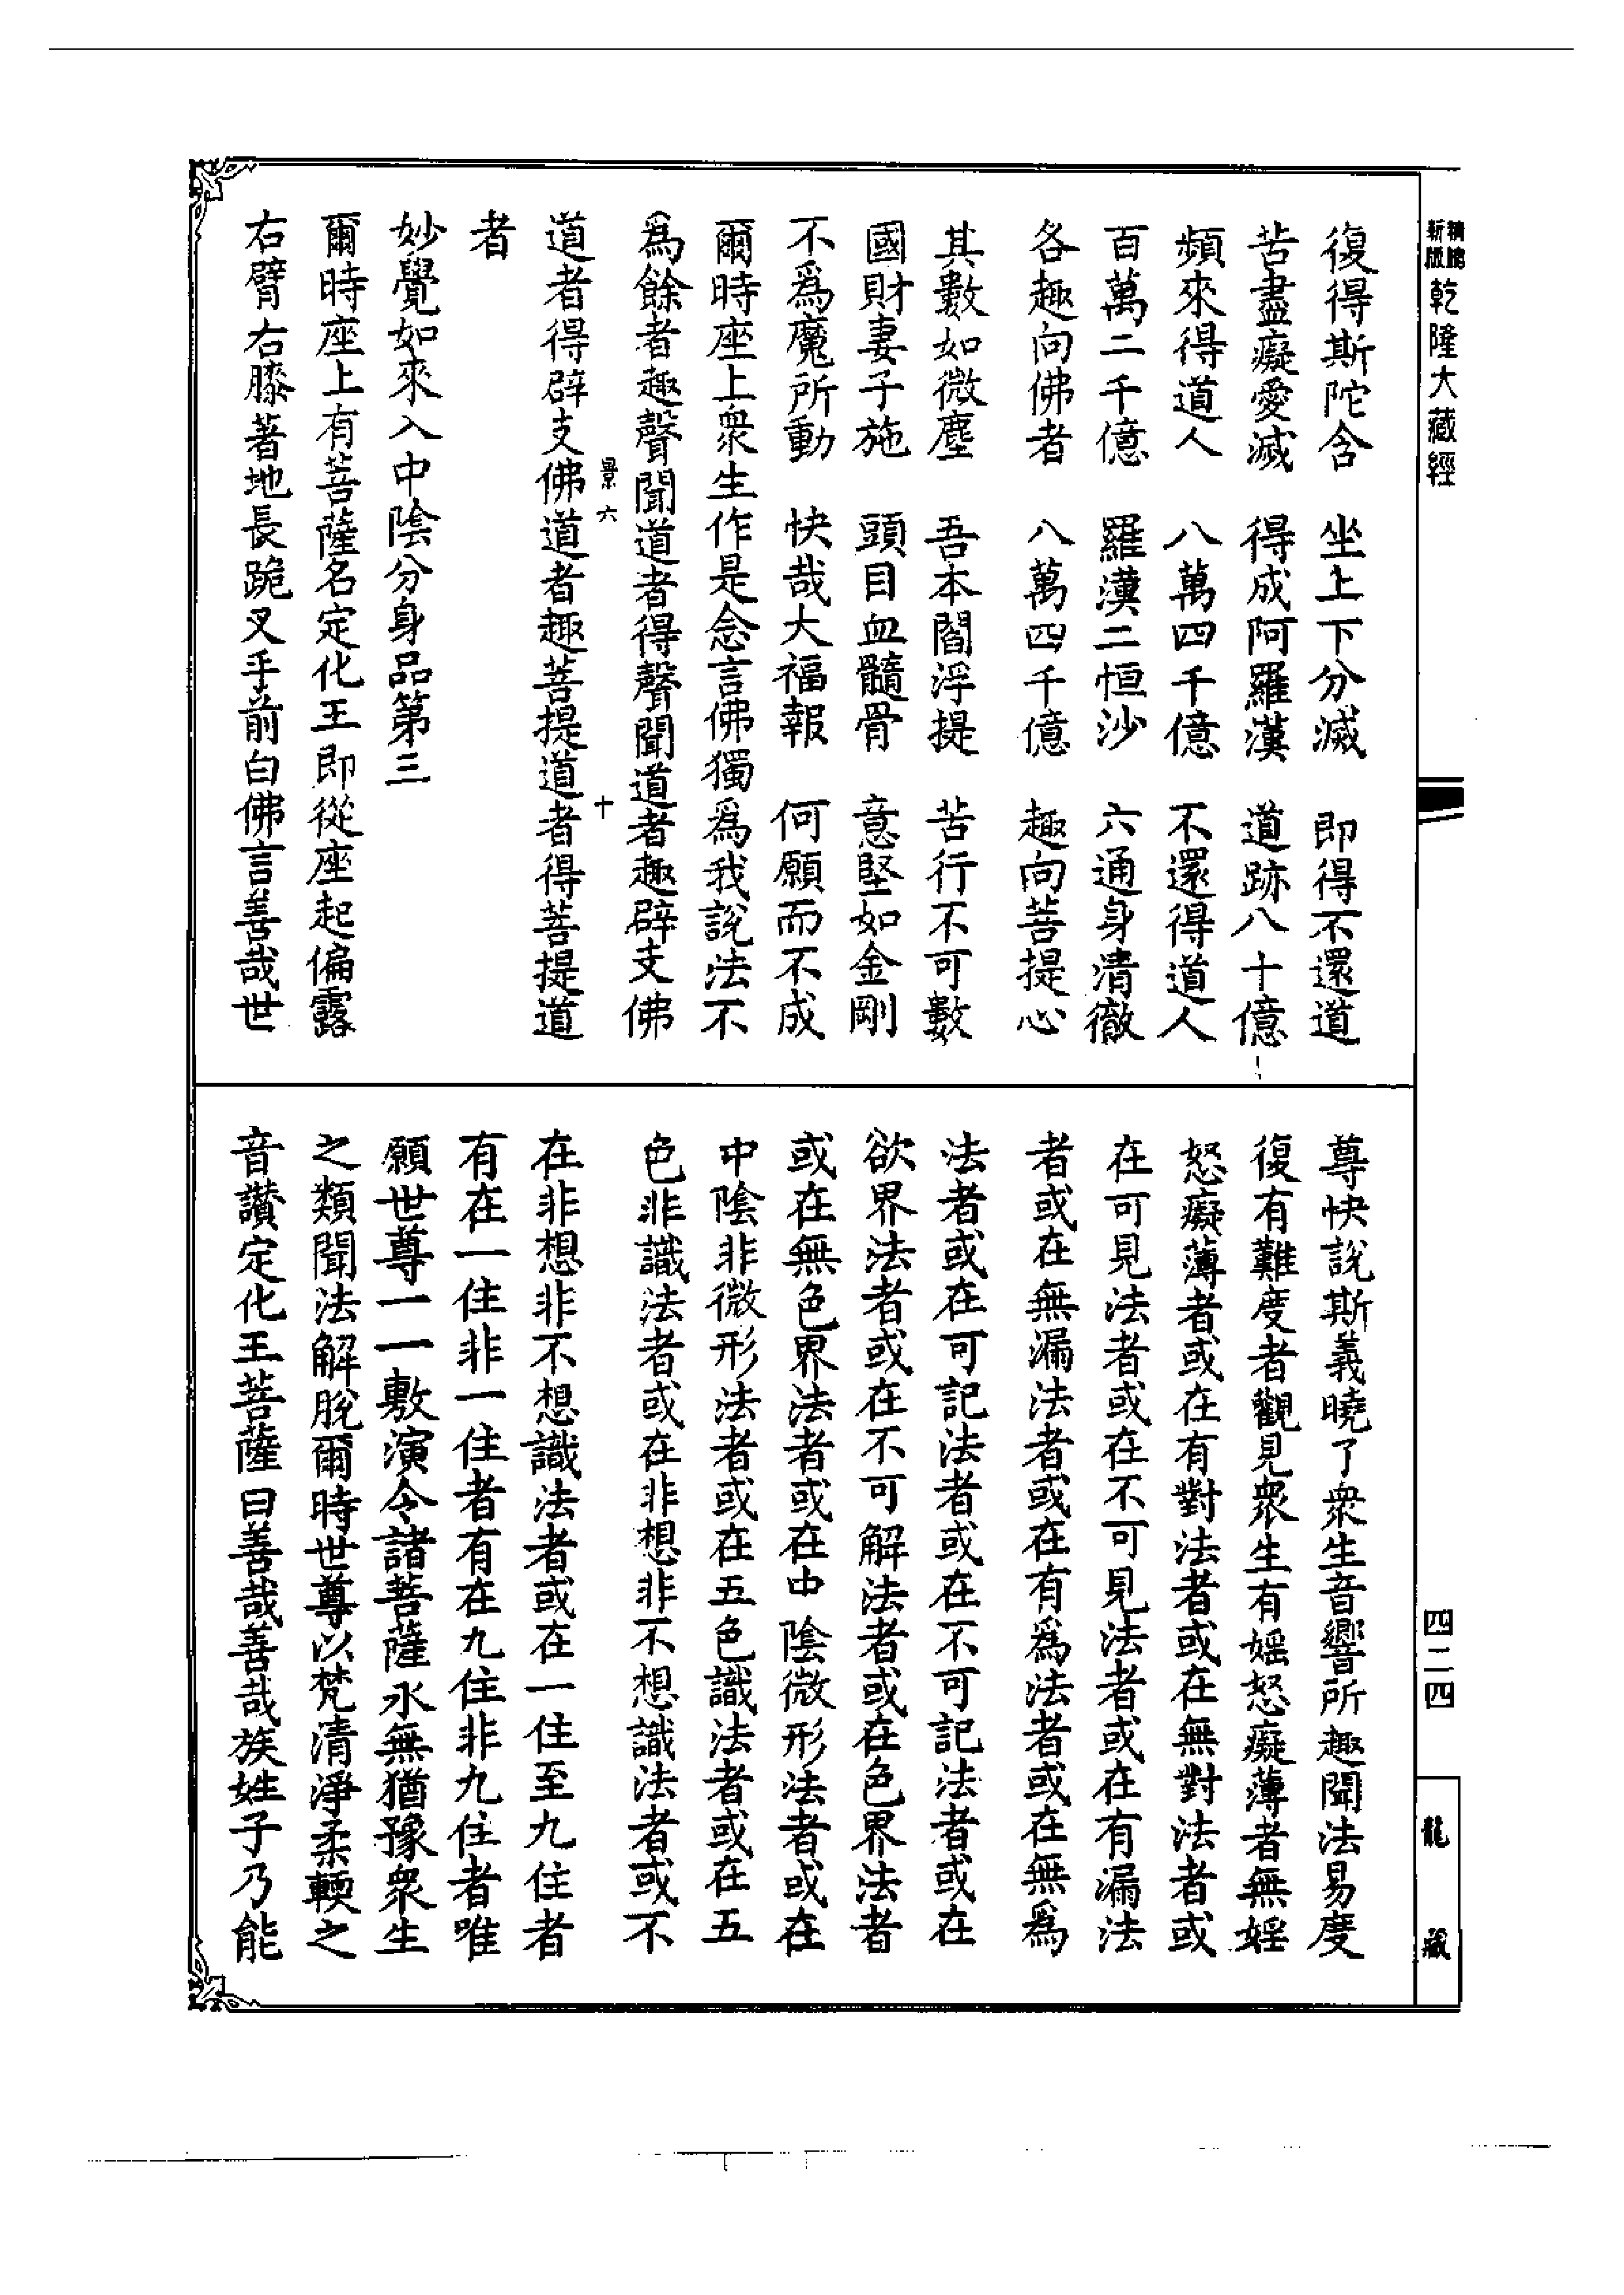 新版精雕乾隆大藏經
復得斯陀含　坐上下分滅　即得不還道
苦盡癡愛滅　得成阿羅漢　道跡八十億
頻來得道人　八萬四千億　不還得道人
百萬二千億　羅漢二恒沙　六通身清徹
各趣向佛者　八萬四千億　趣向菩提心
其數如微塵　吾本閻浮提　苦行不可數
國財妻子施　頭目血髓骨　意堅如金剛
不為魔所動　快哉大福報　何願而不成
爾時座上衆生作是念言佛獨為我說法不
為餘者趣聲聞道者得聲聞道者趣辟支佛
景六　十
道者得辟支佛道者趣菩提道者得菩提道
者
妙覺如來入中陰分身品第三
爾時座上有菩薩名定化王即從座起偏露
右臂右膝著地長跪叉手前白佛言善哉世
尊快說斯義曉了衆生音響所趣聞法易度
復有難度者觀見衆生有婬怒癡薄者無婬
怒癡薄者或在有對法者或在無對法者或
在可見法者或在不可見法者或在有漏法
者或在無漏法者或在有為法者或在無為
法者或在可記法者或在不可記法者或在
欲界法者或在不可解法者或在色界法者
或在無色界法者或在中陰微形法者或在
中陰非微形法者或在五色識法者或在五
色非識法者或在非想非不想識法者或不
在非想非不想識法者或在一住至九住者
有在一住非一住者有在九住非九住者唯
願世尊一一敷演令諸菩薩永無猶豫衆生
之類聞法解脫爾時世尊以梵清淨柔輭之
音讃定化王菩薩曰善哉善哉族姓子乃能
四二四
龍藏